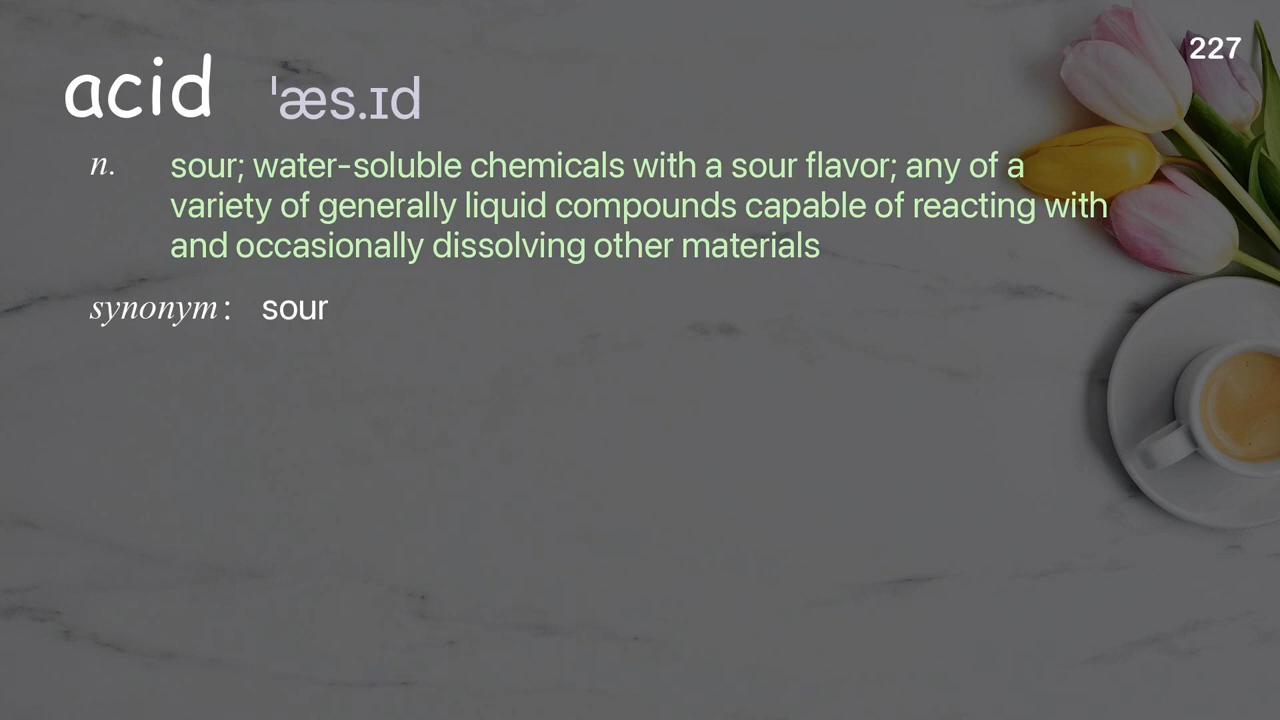 227
acid ˈæs.ɪd
n. sour; water-soluble chemicals with a sour flavor; any of a
variety of generally liquid compounds capable of reacting with
and occasionally dissolving other materials
synonym: sour